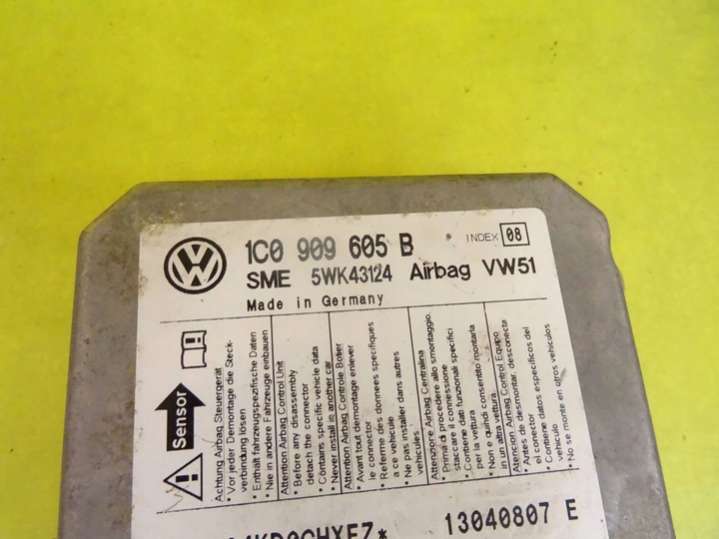 1C0 909 605 B INDEX 08
SME 5WK43124 Airbag VW51
Made in Germany
Sensor
Achtung Airbag Steuergerät
• Vor jeder Demontage die Steck-
verbindung lösen
• Enthält fahrzeugspezifische Daten
• Nie in andere Fahrzeuge einbauen
Attention Airbag Control Unit
• Before any disassembly
detach the connector
• Contains specific vehicle data
• Never install in another car
Attention Airbag Controle Boitier
• Avant tout demontage enlever
le connector
• Referme des donnees specifiques
a ce vehicule
• Ne pas installer dans autres
vehicules
Attenzione Airbag Centralina
• Prima di procedere allo smontaggio
staccare il connessione
• Contiene dati funzionali specifici
per la vettura
• Non e quindi consentito montarla
in un altra vettura
Atencion Airbag Control Equipo
• Antes de desmontar, desconecta
el conector
• Contiene datos especificos del
vehiculo
• No se monte en otros vehiculos
13040807 E